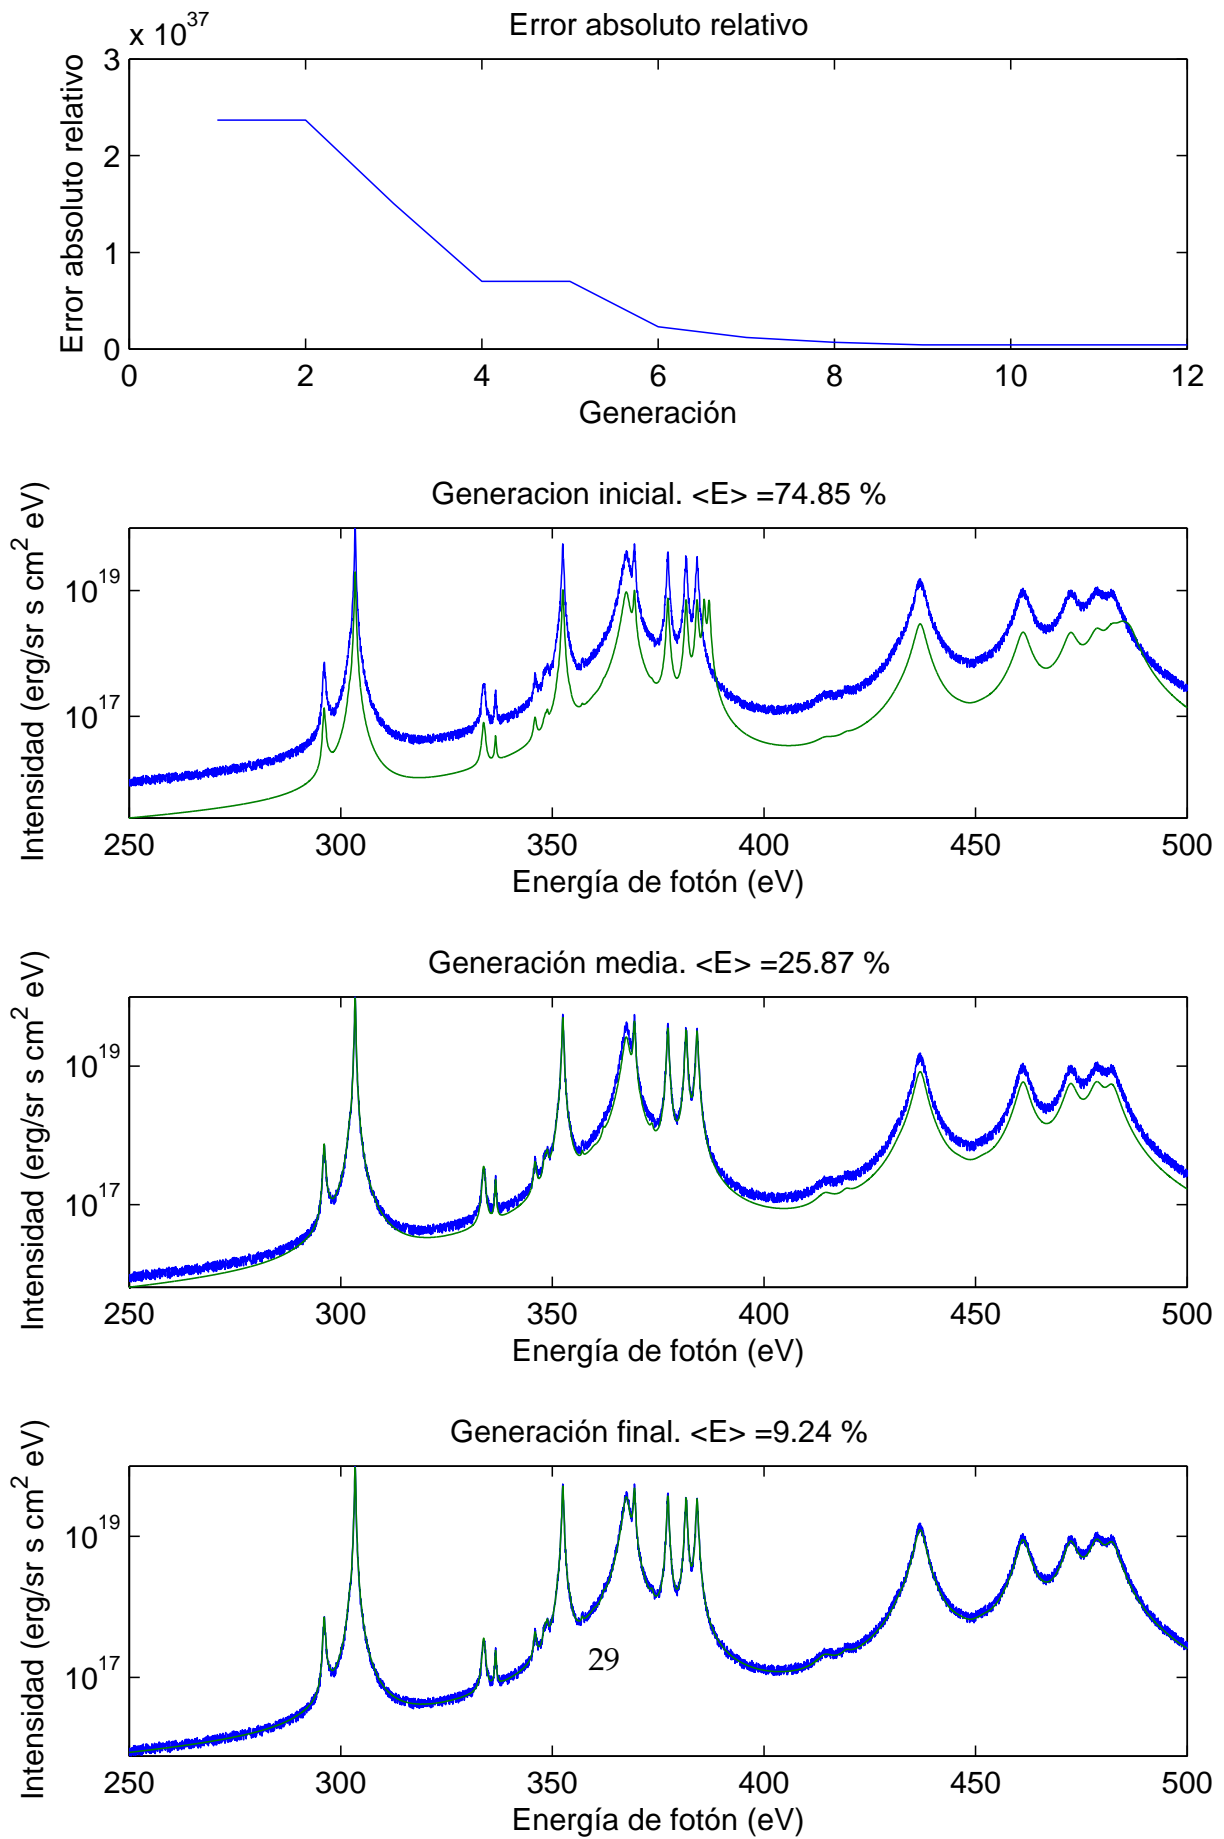 Error absoluto relativo
x 10^37
Error absoluto relativo
3
2
1
0
0 2 4 6 8 10 12
Generación
Generacion inicial. <E> =74.85 %
Intensidad (erg/sr s cm^2 eV)
10^19
10^17
250 300 350 400 450 500
Energía de fotón (eV)
Generación media. <E> =25.87 %
Intensidad (erg/sr s cm^2 eV)
10^19
10^17
250 300 350 400 450 500
Energía de fotón (eV)
Generación final. <E> =9.24 %
Intensidad (erg/sr s cm^2 eV)
10^19
29
10^17
250 300 350 400 450 500
Energía de fotón (eV)